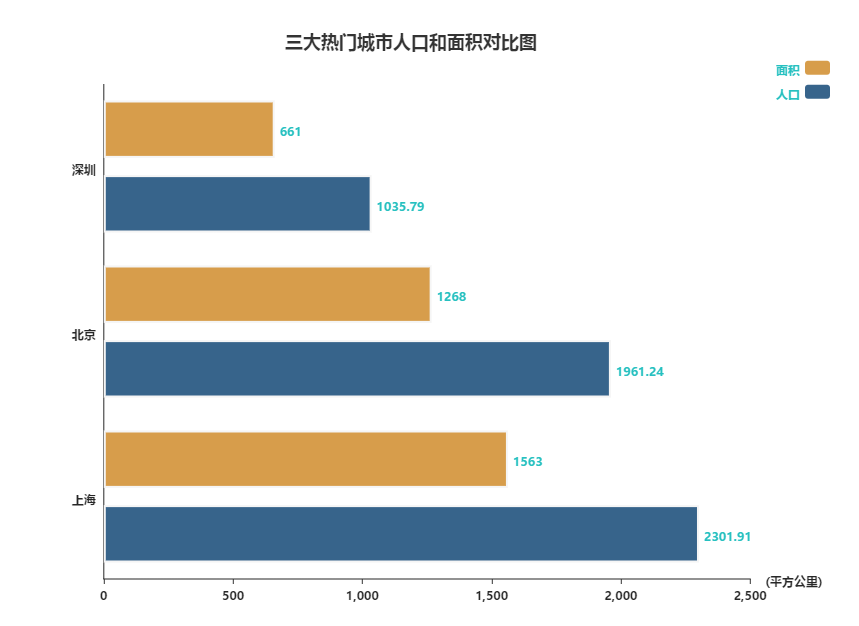 三大热门城市人口和面积对比图
面积
人口
661
深圳
1035.79
1268
北京
1961.24
1563
上海
2301.91
(平方公里)
0 500 1,000 1,500 2,000 2,500